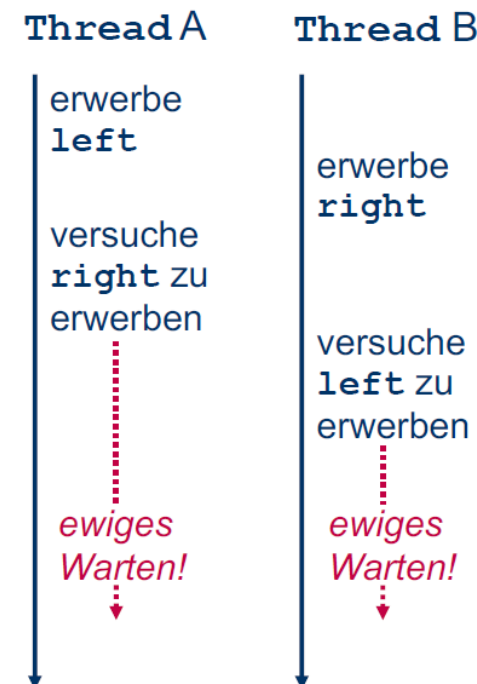 Thread A
erwerbe
left
versuche
right zu
erwerben
ewiges
Warten!
Thread B
erwerbe
right
versuche
left zu
erwerben
ewiges
Warten!